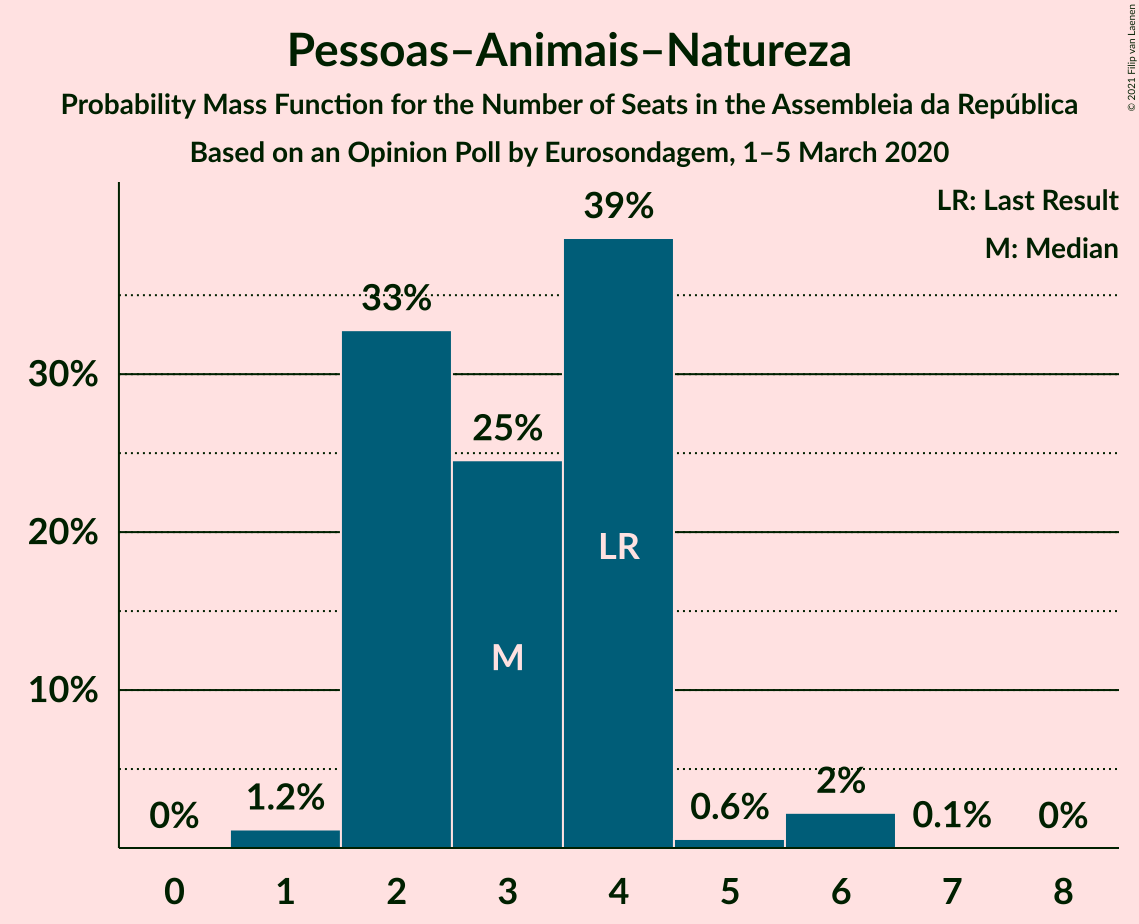 Pessoas–Animais–Natureza
Probability Mass Function for the Number of Seats in the Assembleia da República
Based on an Opinion Poll by Eurosondagem, 1–5 March 2020
© 2021 Filip van Laenen
LR: Last Result
M: Median
39%
33%
30%
25%
20%
LR
M
10%
0%
1.2%
0.6%
2%
0.1%
0%
0 1 2 3 4 5 6 7 8